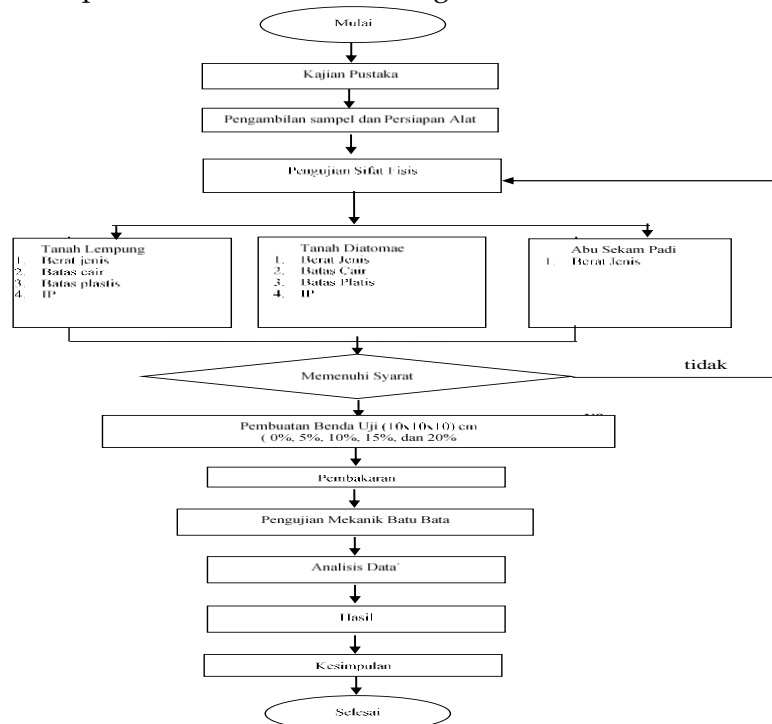 Mulai
Kajian Pustaka
Pengambilan sampel dan Persiapan Alat
Pengujian Sifat Fisis
Tanah Lempung
1. Berat jenis
2. Batas cair
3. Batas plastis
4. IP
Tanah Diatomae
1. Berat Jenis
2. Batas Cair
3. Batas Platis
4. IP
Abu Sekam Padi
1. Berat Jenis
Memenuhi Syarat
tidak
Pembuatan Benda Uji (10x10x10) cm
( 0%, 5%, 10%, 15%, dan 20%
Pembakaran
Pengujian Mekanik Batu Bata
Analisis Data`
Hasil
Kesimpulan
Selesai